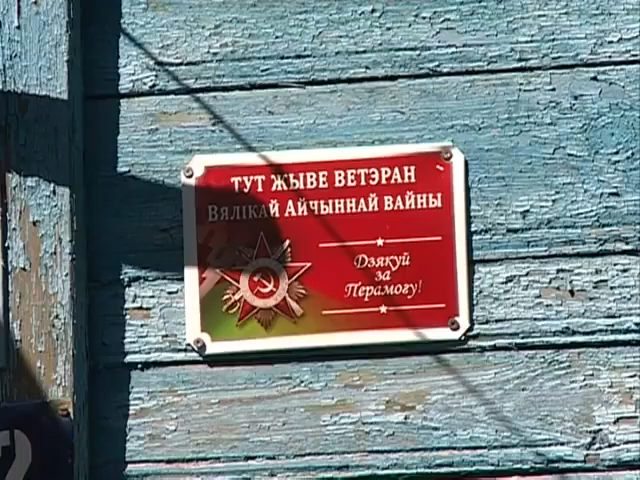 ТУТ ЖЫВЕ ВЕТЭРАН
ВЯЛІКАЙ АЙЧЫННАЙ ВАЙНЫ
Дзякуй
за
Перамогу!